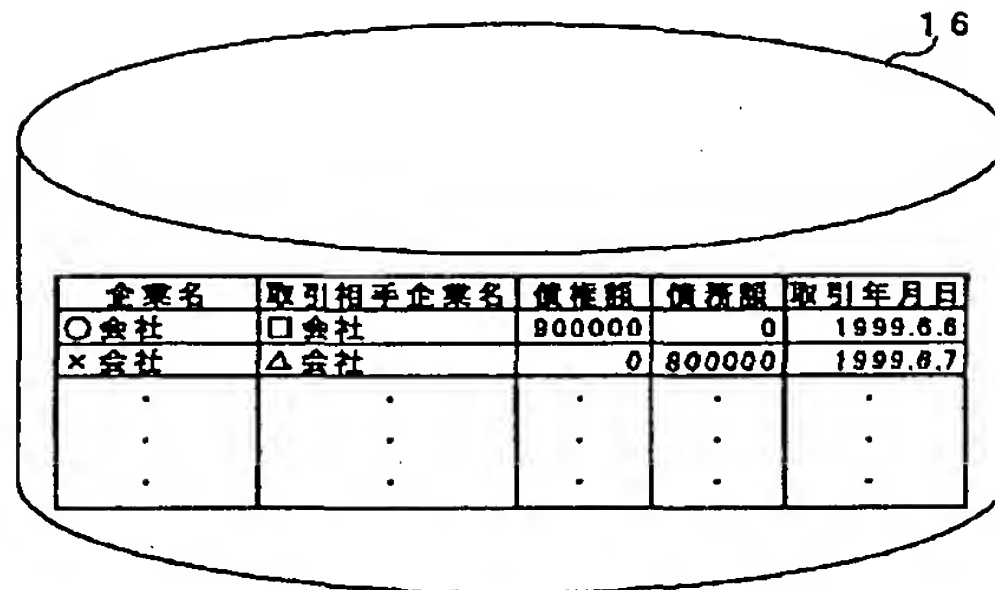 16
企業名 取引相手企業名 債権額 債務額 取引年月日
○会社 □会社 900000 0 1999.6.6
×会社 △会社 0 800000 1999.6.7